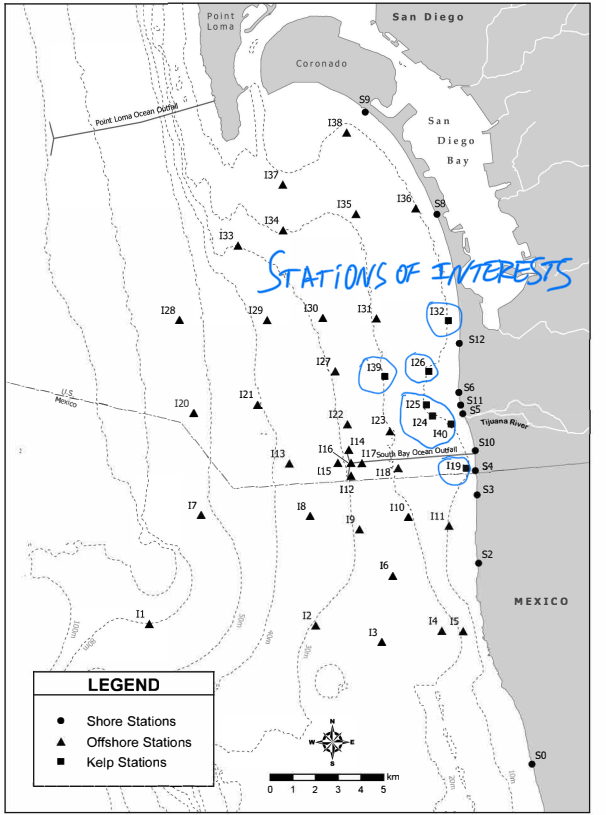 Point
Loma
San Diego
Coronado
Point Loma Ocean Outfall
S9
I38
San
Diego
Bay
I37
I35
I36
S8
I34
I33
STATIONS OF INTERESTS
I28
I29
I30
I31
I32
S12
I27
I39
I26
U.S.
Mexico
I20
I21
S6
S11
S5
I25
I24
I40
Tijuana River
I22
I23
I14
I16
I17
South Bay Ocean Outfall
S10
I13
I15
I18
I19
S4
I12
S3
I7
I8
I9
I10
I11
S2
I6
MEXICO
I1
I2
I3
I4
I5
100m
80m
50m
40m
30m
20m
10m
S0
LEGEND
Shore Stations
Offshore Stations
Kelp Stations
N
W E
S
km
0 1 2 3 4 5